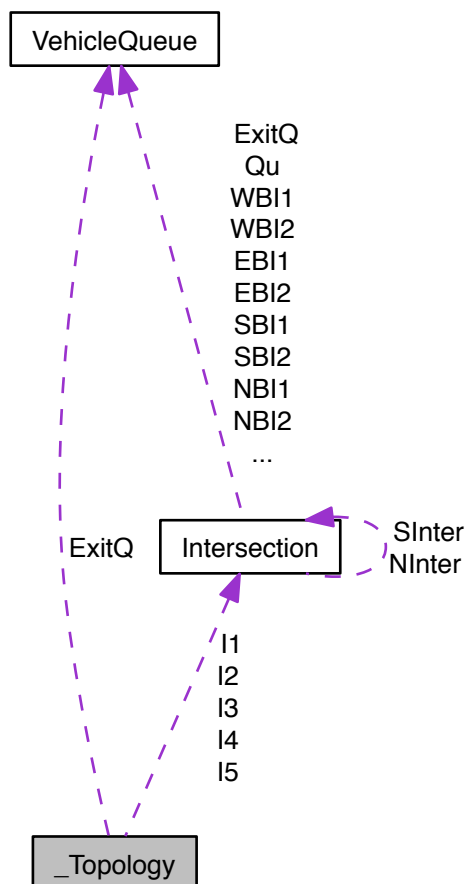 VehicleQueue
ExitQ
Qu
WBI1
WBI2
EBI1
EBI2
SBI1
SBI2
NBI1
NBI2
...
Intersection
SInter
NInter
ExitQ
I1
I2
I3
I4
I5
_Topology